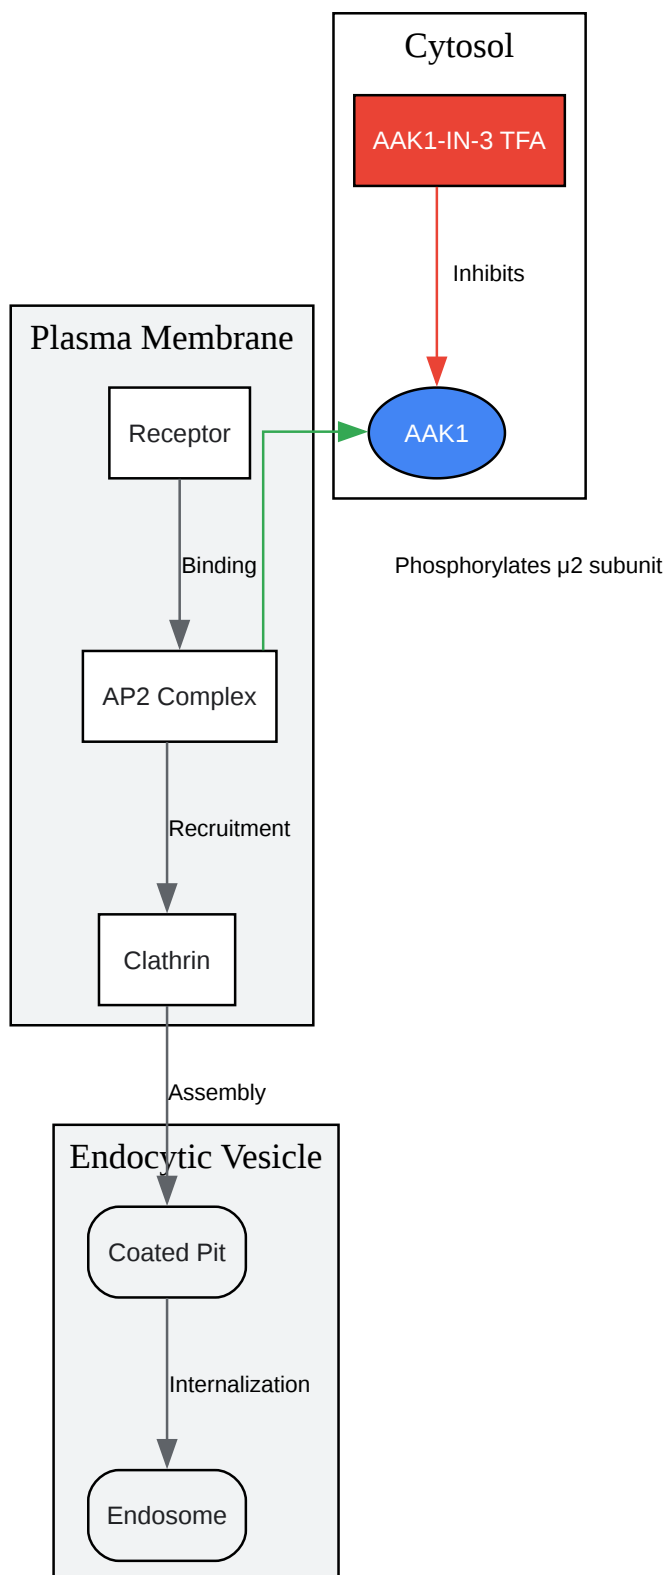 Cytosol
AAK1-IN-3 TFA
Inhibits
Plasma Membrane
Receptor
AAK1
Binding
Phosphorylates μ2 subunit
AP2 Complex
Recruitment
Clathrin
Assembly
Endocytic Vesicle
Coated Pit
Internalization
Endosome